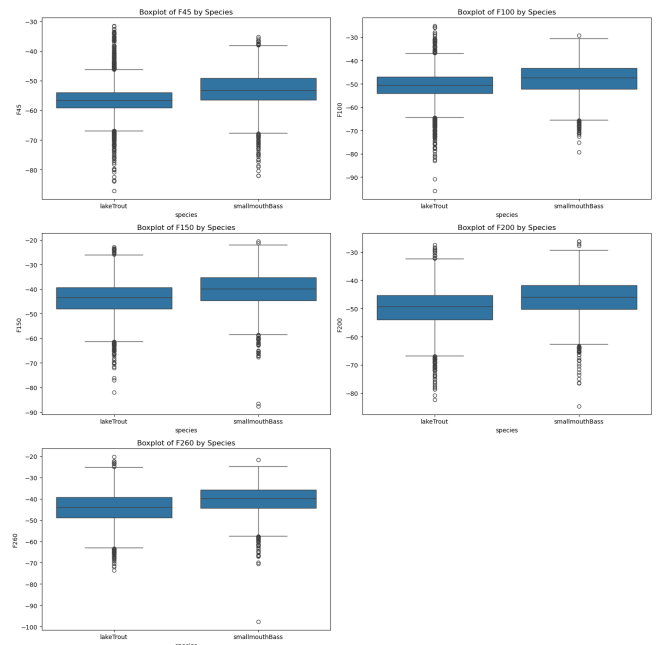 Boxplot of F45 by Species
−30
−40
−50
−60
−70
−80
F45
lakeTrout
smallmouthBass
species
Boxplot of F100 by Species
−30
−40
−50
−60
−70
−80
−90
F100
lakeTrout
smallmouthBass
species
Boxplot of F150 by Species
−20
−30
−40
−50
−60
−70
−80
−90
F150
lakeTrout
smallmouthBass
species
Boxplot of F200 by Species
−30
−40
−50
−60
−70
−80
F200
lakeTrout
smallmouthBass
species
Boxplot of F260 by Species
−20
−30
−40
−50
−60
−70
−80
−90
−100
F260
lakeTrout
smallmouthBass
species